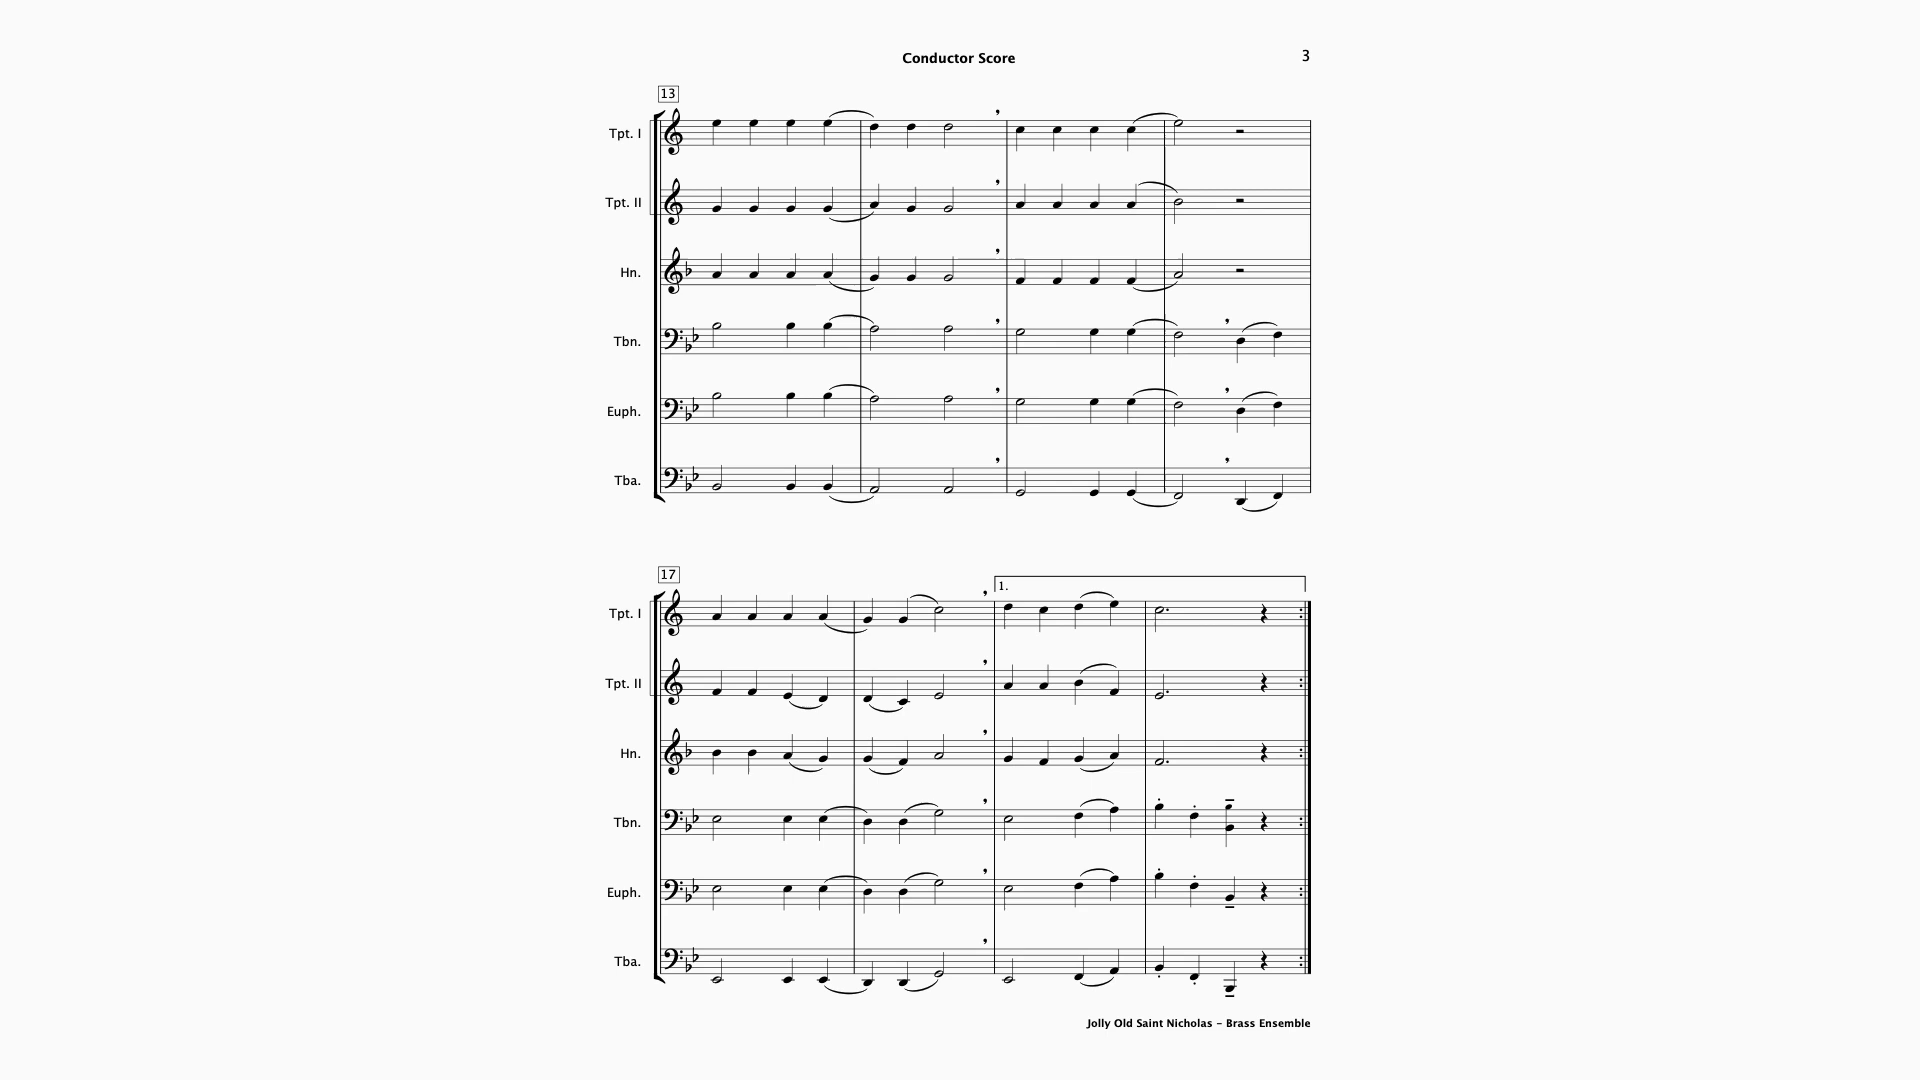 Conductor Score
3
13
Tpt. I
Tpt. II
Hn.
Tbn.
Euph.
Tba.
17
1.
Tpt. I
Tpt. II
Hn.
Tbn.
Euph.
Tba.
Jolly Old Saint Nicholas – Brass Ensemble